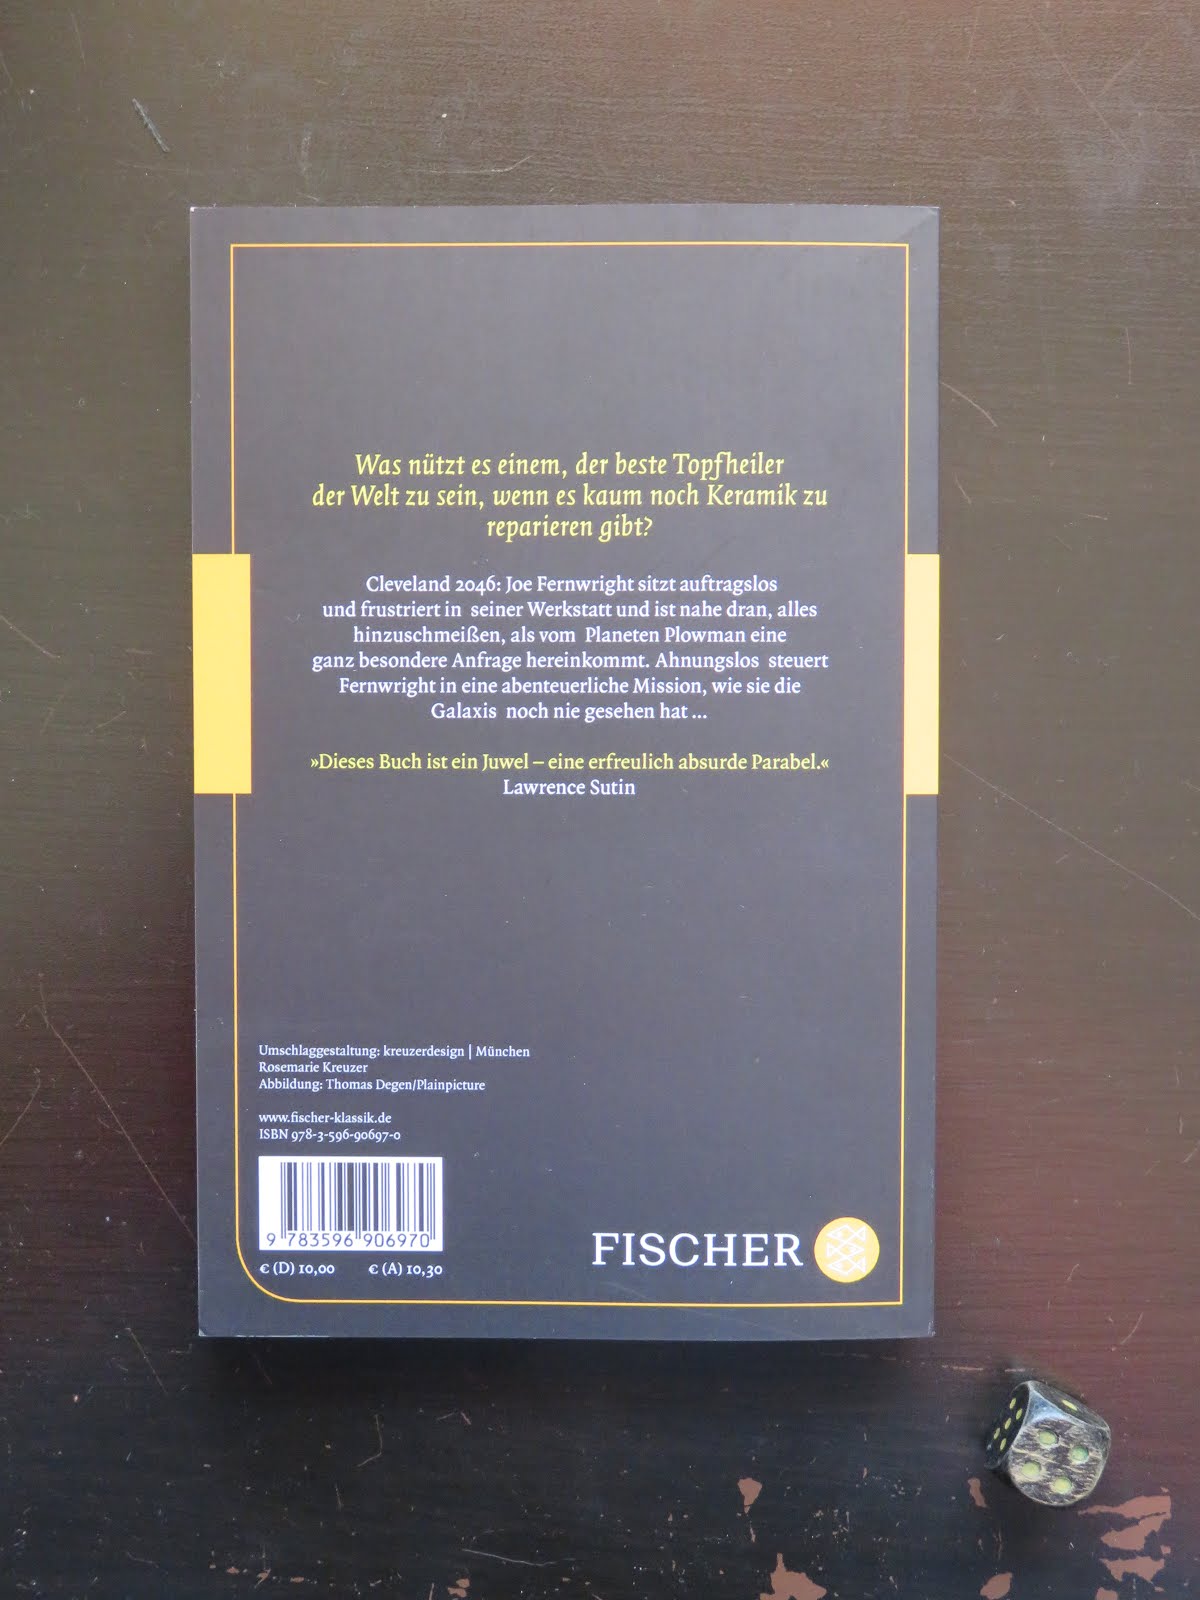 Was nützt es einem, der beste Topfheiler
der Welt zu sein, wenn es kaum noch Keramik zu
reparieren gibt?
Cleveland 2046: Joe Fernwright sitzt auftragslos
und frustriert in seiner Werkstatt und ist nahe dran, alles
hinzuschmeißen, als vom Planeten Plowman eine
ganz besondere Anfrage hereinkommt. Ahnungslos steuert
Fernwright in eine abenteuerliche Mission, wie sie die
Galaxis noch nie gesehen hat ...
»Dieses Buch ist ein Juwel – eine erfreulich absurde Parabel.«
Lawrence Sutin
Umschlaggestaltung: kreuzerdesign | München
Rosemarie Kreuzer
Abbildung: Thomas Degen/Plainpicture
www.fischer-klassik.de
ISBN 978-3-596-90697-0
9 783596 906970
€ (D) 10,00 € (A) 10,30
FISCHER